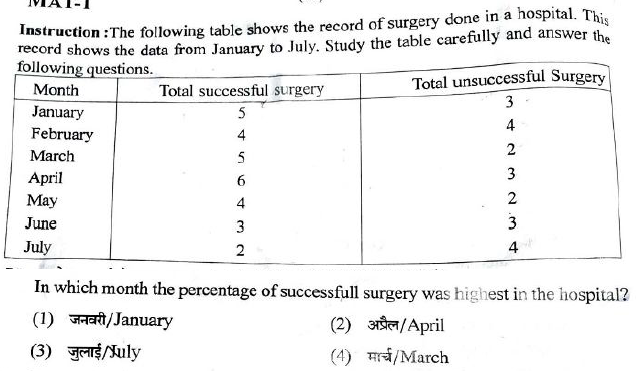 MAT-I
Instruction :The following table shows the record of surgery done in a hospital. This
record shows the data from January to July. Study the table carefully and answer the
following questions.
Month Total successful surgery Total unsuccessful Surgery
January 5 3
February 4 4
March 5 2
April 6 3
May 4 2
June 3 3
July 2 4
In which month the percentage of successfull surgery was highest in the hospital?
(1) जनवरी/January (2) अप्रैल/April
(3) जुलाई/July (4) मार्च/March